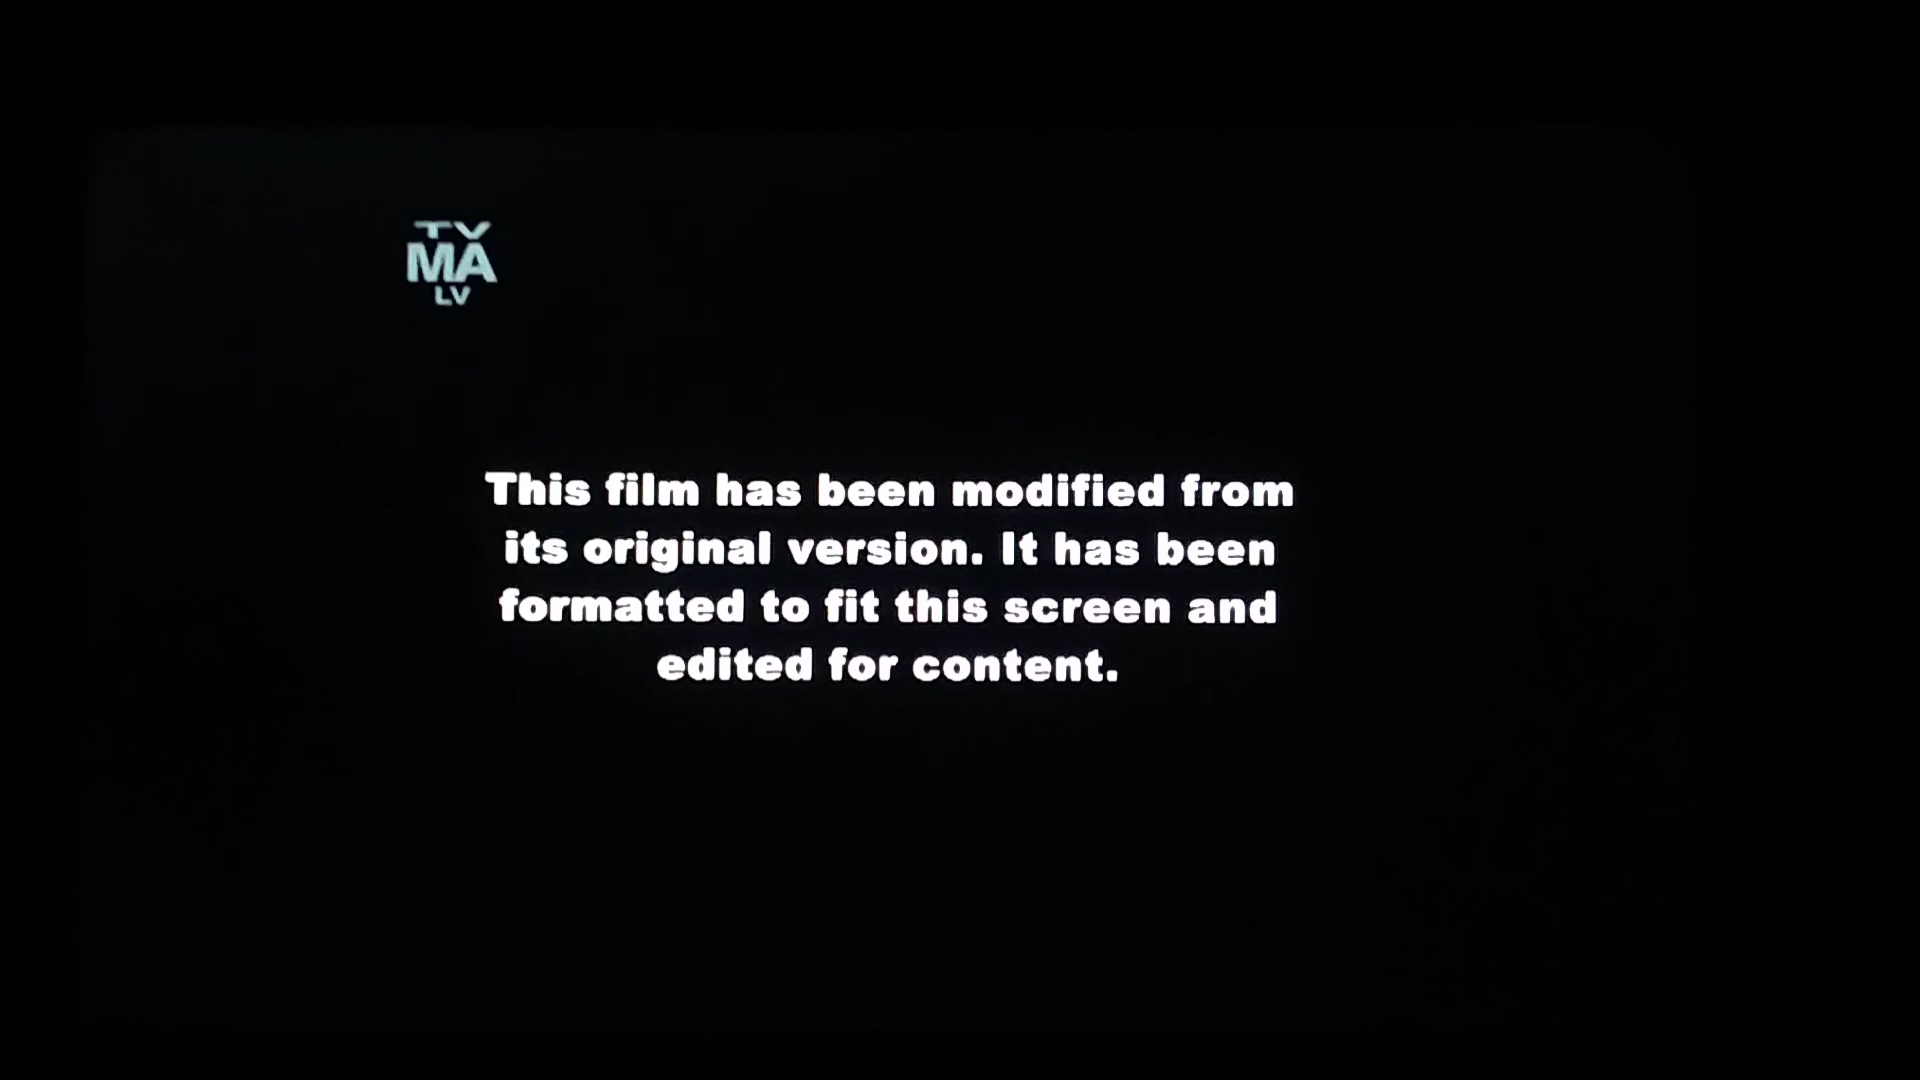 TV
MA
LV
This film has been modified from
its original version. It has been
formatted to fit this screen and
edited for content.